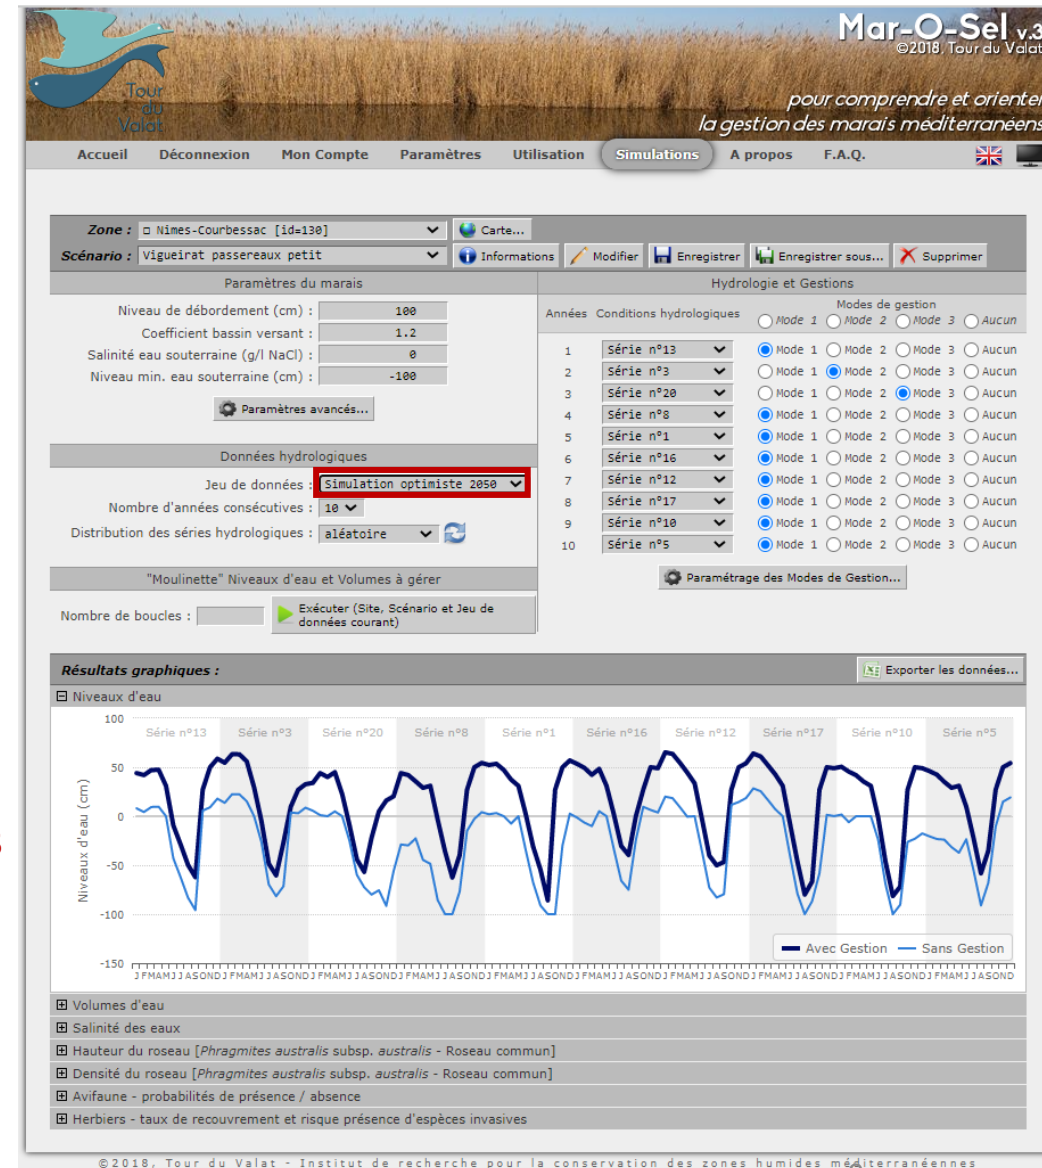 Mar-O-Sel v.3
©2018, Tour du Valat
Tour
du
Valat
pour comprendre et orienter
la gestion des marais méditerranéens
Accueil Déconnexion Mon Compte Paramètres Utilisation Simulations A propos F.A.Q.
Zone : Nimes-Courbessac [id=130] Carte...
Scénario : Vigueirat passereaux petit Informations Modifier Enregistrer Enregistrer sous... Supprimer
Paramètres du marais
Niveau de débordement (cm) : 100
Coefficient bassin versant : 1.2
Salinité eau souterraine (g/l NaCl) : 0
Niveau min. eau souterraine (cm) : -100
Paramètres avancés...
Données hydrologiques
Jeu de données : Simulation optimiste 2050
Nombre d'années consécutives : 10
Distribution des séries hydrologiques : aléatoire
"Moulinette" Niveaux d'eau et Volumes à gérer
Nombre de boucles : Exécuter (Site, Scénario et Jeu de
données courant)
Hydrologie et Gestions
Années Conditions hydrologiques Modes de gestion
Mode 1 Mode 2 Mode 3 Aucun
1 Série n°13 Mode 1 Mode 2 Mode 3 Aucun
2 Série n°3 Mode 1 Mode 2 Mode 3 Aucun
3 Série n°20 Mode 1 Mode 2 Mode 3 Aucun
4 Série n°8 Mode 1 Mode 2 Mode 3 Aucun
5 Série n°1 Mode 1 Mode 2 Mode 3 Aucun
6 Série n°16 Mode 1 Mode 2 Mode 3 Aucun
7 Série n°12 Mode 1 Mode 2 Mode 3 Aucun
8 Série n°17 Mode 1 Mode 2 Mode 3 Aucun
9 Série n°10 Mode 1 Mode 2 Mode 3 Aucun
10 Série n°5 Mode 1 Mode 2 Mode 3 Aucun
Paramétrage des Modes de Gestion...
Résultats graphiques : Exporter les données...
Niveaux d'eau
Série n°13 Série n°3 Série n°20 Série n°8 Série n°1 Série n°16 Série n°12 Série n°17 Série n°10 Série n°5
Niveaux d'eau (cm)
100
50
0
-50
-100
-150
Avec Gestion Sans Gestion
J F M A M J J A S O N D J F M A M J J A S O N D J F M A M J J A S O N D J F M A M J J A S O N D J F M A M J J A S O N D J F M A M J J A S O N D J F M A M J J A S O N D J F M A M J J A S O N D J F M A M J J A S O N D J F M A M J J A S O N D
Volumes d'eau
Salinité des eaux
Hauteur du roseau [Phragmites australis subsp. australis - Roseau commun]
Densité du roseau [Phragmites australis subsp. australis - Roseau commun]
Avifaune - probabilités de présence / absence
Herbiers - taux de recouvrement et risque présence d'espèces invasives
©2018, Tour du Valat - Institut de recherche pour la conservation des zones humides méditerranéennes